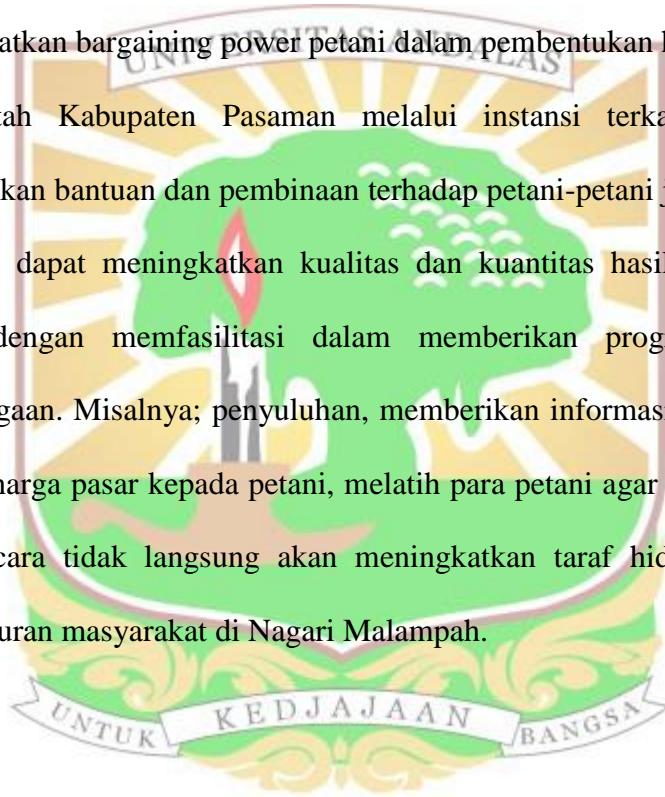 UNIVERSITAS ANDALAS
atkan bargaining power petani dalam pembentukan
tah Kabupaten Pasaman melalui instansi terka
kan bantuan dan pembinaan terhadap petani-petani j
dapat meningkatkan kualitas dan kuantitas hasil
dengan memfasilitasi dalam memberikan prog
gaan. Misalnya; penyuluhan, memberikan informasi
harga pasar kepada petani, melatih para petani agar
cara tidak langsung akan meningkatkan taraf hid
uran masyarakat di Nagari Malampah.
UNTUK KEDJAJAAN BANGSA